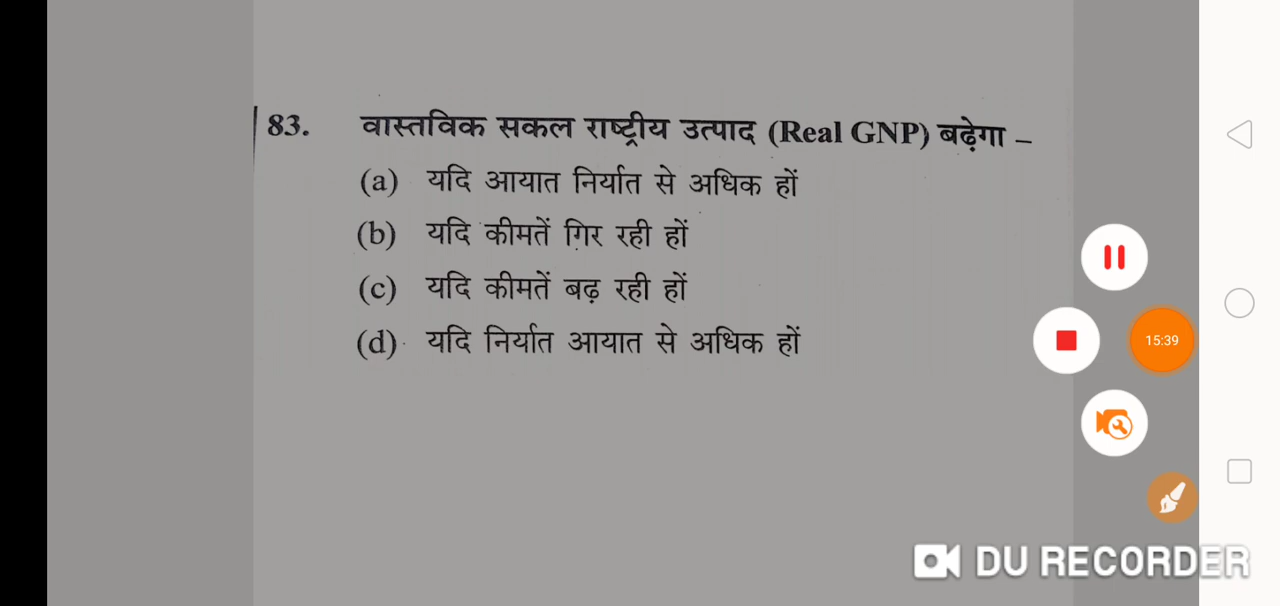 83. वास्तविक सकल राष्ट्रीय उत्पाद (Real GNP) बढ़ेगा –
(a) यदि आयात निर्यात से अधिक हों
(b) यदि कीमतें गिर रही हों
(c) यदि कीमतें बढ़ रही हों
(d) यदि निर्यात आयात से अधिक हों
15:39
DU RECORDER